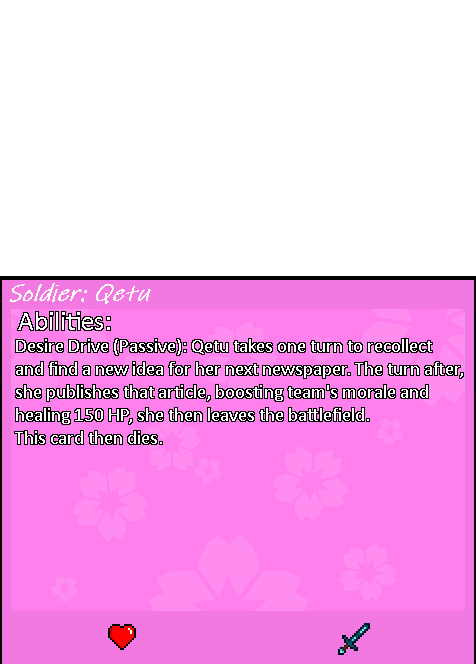 Soldier: Qetu
Abilities:
Desire Drive (Passive): Qetu takes one turn to recollect
and find a new idea for her next newspaper. The turn after,
she publishes that article, boosting team's morale and
healing 150 HP, she then leaves the battlefield.
This card then dies.